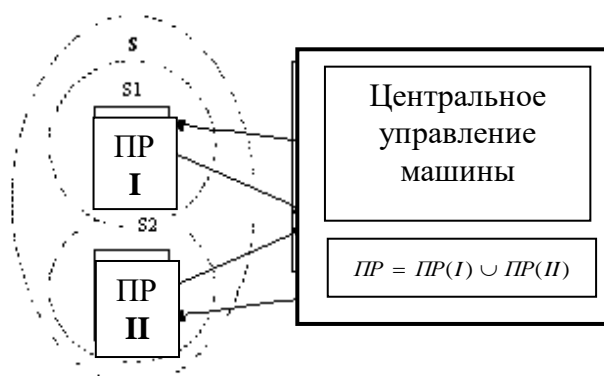 S
S1
ПР
I
S2
ПР
II
Центральное
управление
машины
ПР = ПР(I) ∪ ПР(II)